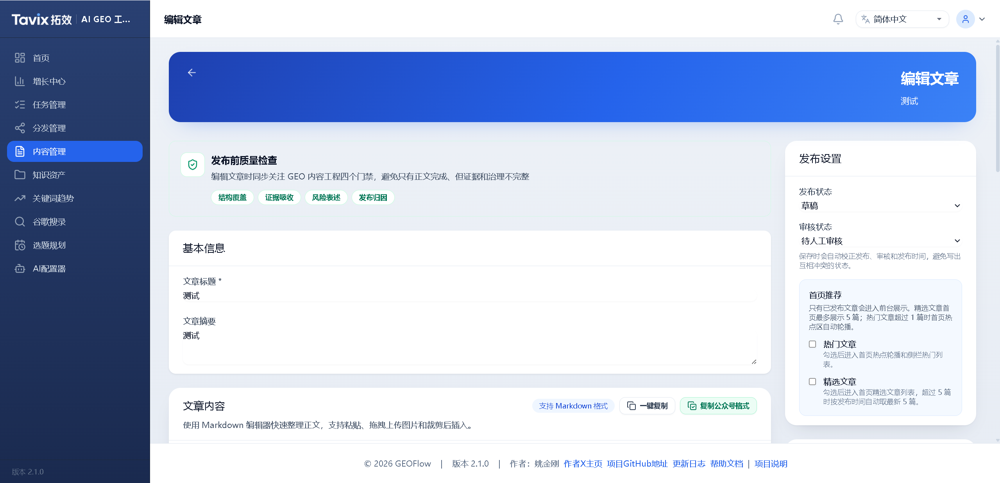 Tavix 拓效 AI GEO 工...
首页
增长中心
任务管理
分发管理
内容管理
知识资产
关键词趋势
谷歌搜录
选题规划
AI配置器
版本 2.1.0
编辑文章
简体中文
编辑文章
测试
发布前质量检查
编辑文章时同步关注 GEO 内容工程四个门禁，避免只有正文完成、但证据和治理不完整
结构覆盖 证据吸收 风险表述 发布归因
基本信息
文章标题 *
测试
文章摘要
测试
文章内容
支持 Markdown 格式 一键复制 复制公众号格式
使用 Markdown 编辑器快速整理正文，支持粘贴、拖拽上传图片和裁剪后插入。
发布设置
发布状态
草稿
审核状态
待人工审核
保存时会自动校正发布、审核和发布时间，避免写出
互相冲突的状态。
首页推荐
只有已发布文章会进入前台展示。精选文章首
页最多展示 5 篇；热门文章超过 1 篇时首页热
点区自动轮播。
热门文章
勾选后进入首页热点轮播和侧栏热门列
表。
精选文章
勾选后进入首页精选文章列表，超过 5 篇
时按发布时间自动取最新 5 篇。
© 2026 GEOFlow | 版本 2.1.0 | 作者：姚金刚 作者X主页 项目GitHub地址 更新日志 帮助文档 | 项目说明